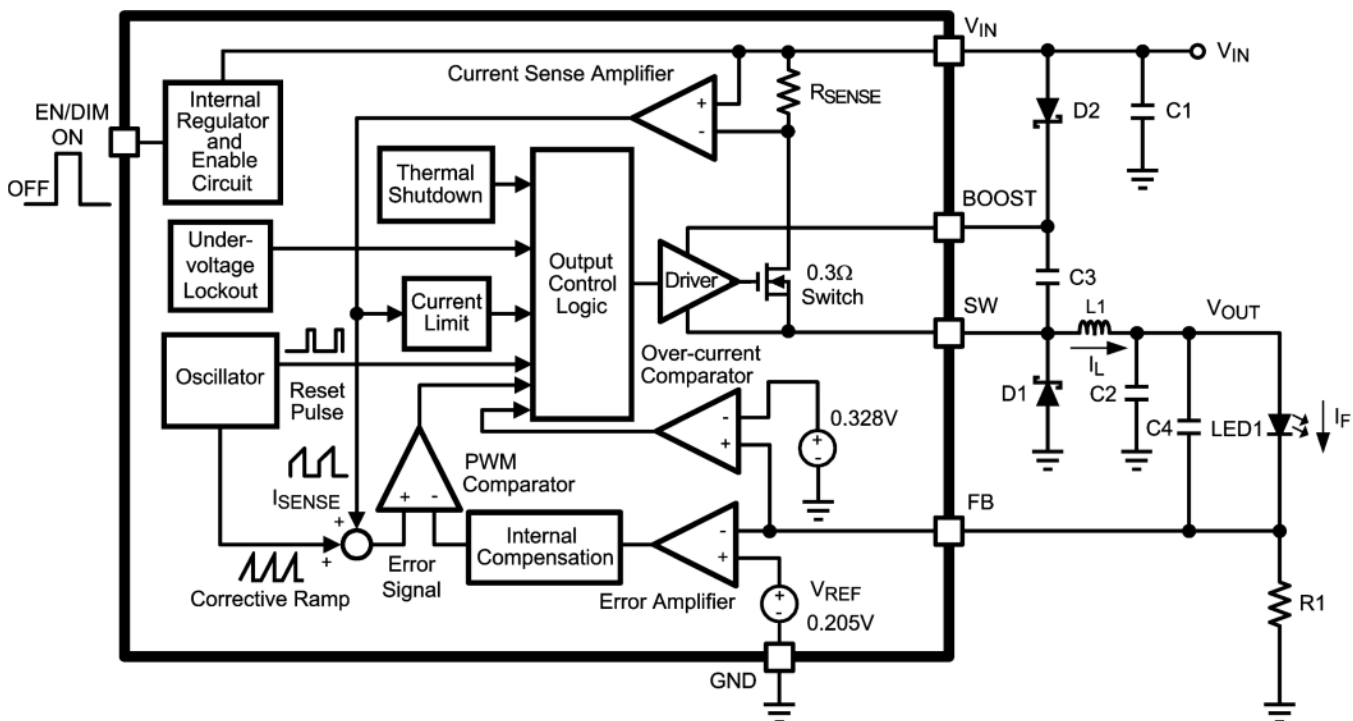 VIN
VIN
Current Sense Amplifier
RSENSE
EN/DIM
ON
OFF
Internal
Regulator
and
Enable
Circuit
+
-
D2
C1
Thermal
Shutdown
BOOST
Under-
voltage
Lockout
Output
Control
Logic
Driver
0.3Ω
Switch
C3
Current
Limit
SW
L1
VOUT
IL
Oscillator
Reset
Pulse
Over-current
Comparator
D1
C2
C4
LED1
IF
-
+
+
-
0.328V
ISENSE
PWM
Comparator
+
-
FB
+
+
Internal
Compensation
-
+
Error
Signal
Corrective Ramp
Error Amplifier
+
-
VREF
0.205V
R1
GND